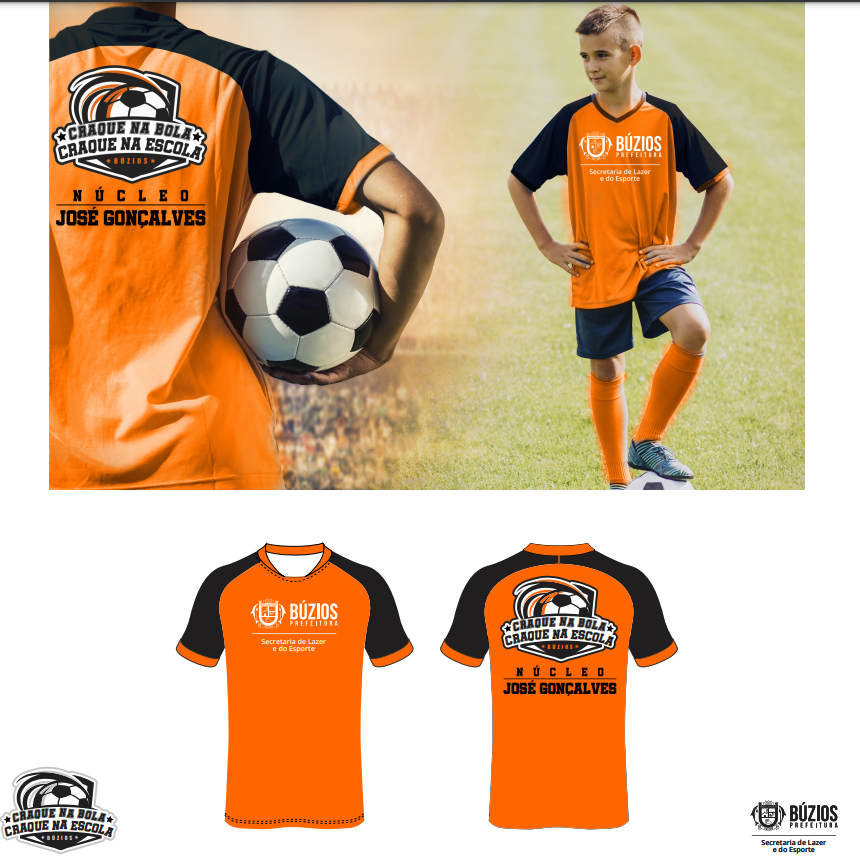 CRAQUE NA BOLA
CRAQUE NA ESCOLA
BÚZIOS
NÚCLEO
JOSÉ GONÇALVES
BÚZIOS
PREFEITURA
Secretaria de Lazer
e do Esporte
BÚZIOS
PREFEITURA
Secretaria de Lazer
e do Esporte
CRAQUE NA BOLA
CRAQUE NA ESCOLA
BÚZIOS
NÚCLEO
JOSÉ GONÇALVES
CRAQUE NA BOLA
CRAQUE NA ESCOLA
BÚZIOS
BÚZIOS
PREFEITURA
Secretaria de Lazer
e do Esporte